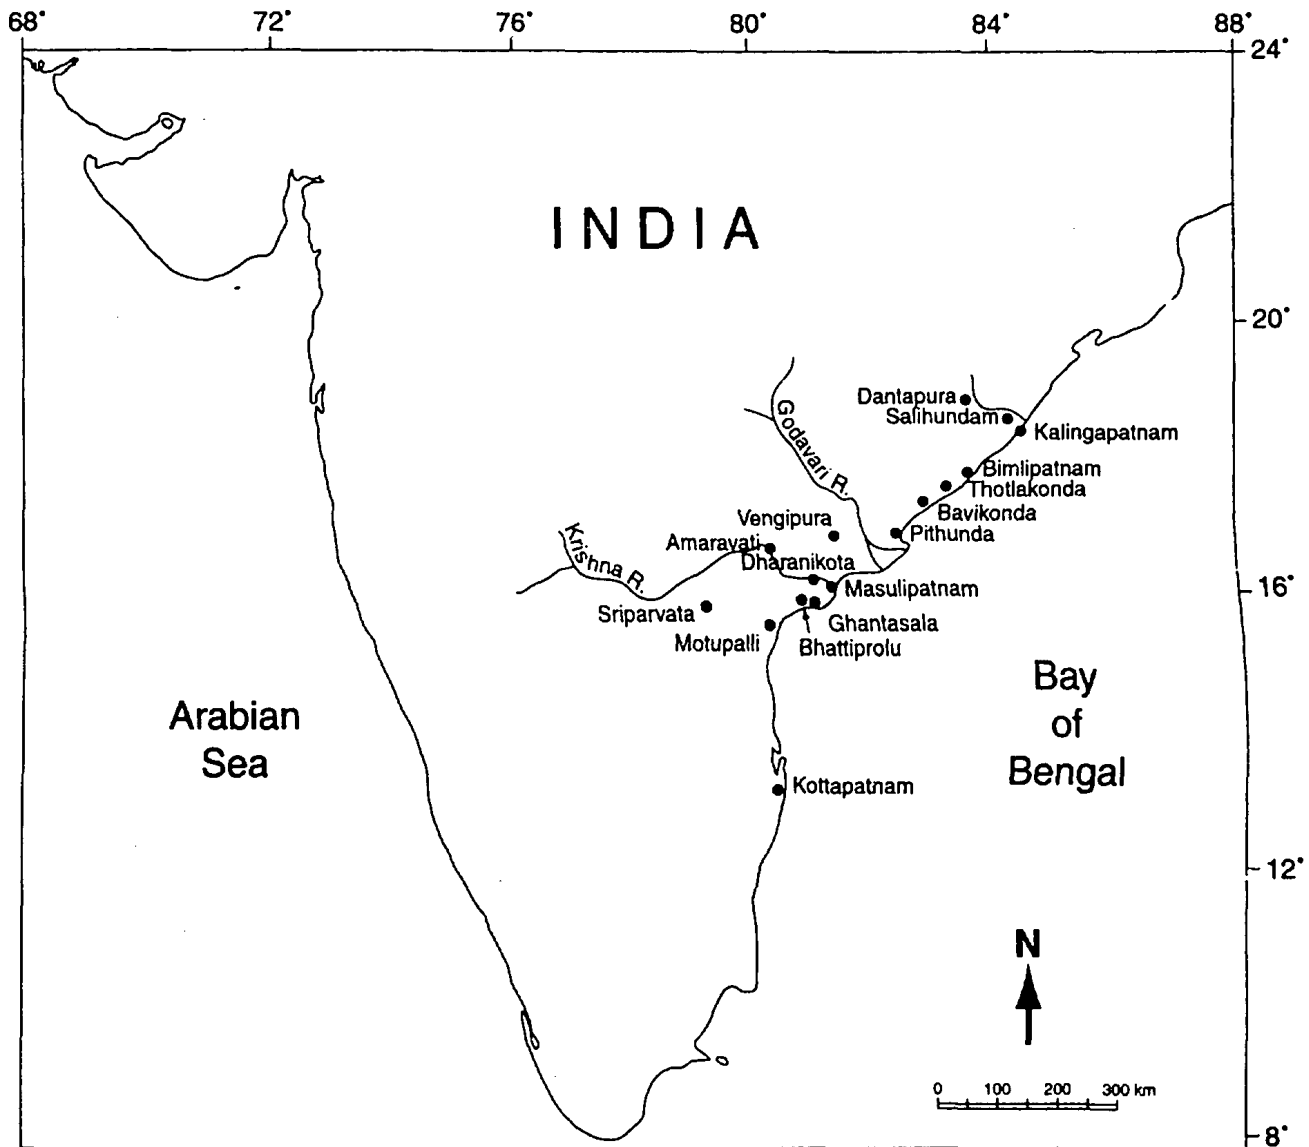 68°
72°
76°
80°
84°
88°
24°
INDIA
20°
Dantapura
Salihundam
Kalingapatnam
Godavari R.
Bimlipatnam
Thotlakonda
Bavikonda
Vengipura
Pithunda
Krishna R.
Amaravati
Dharanikota
Masulipatnam
16°
Sriparvata
Ghantasala
Motupalli
Bhattiprolu
Arabian
Sea
Bay
of
Bengal
Kottapatnam
12°
N
0 100 200 300 km
8°